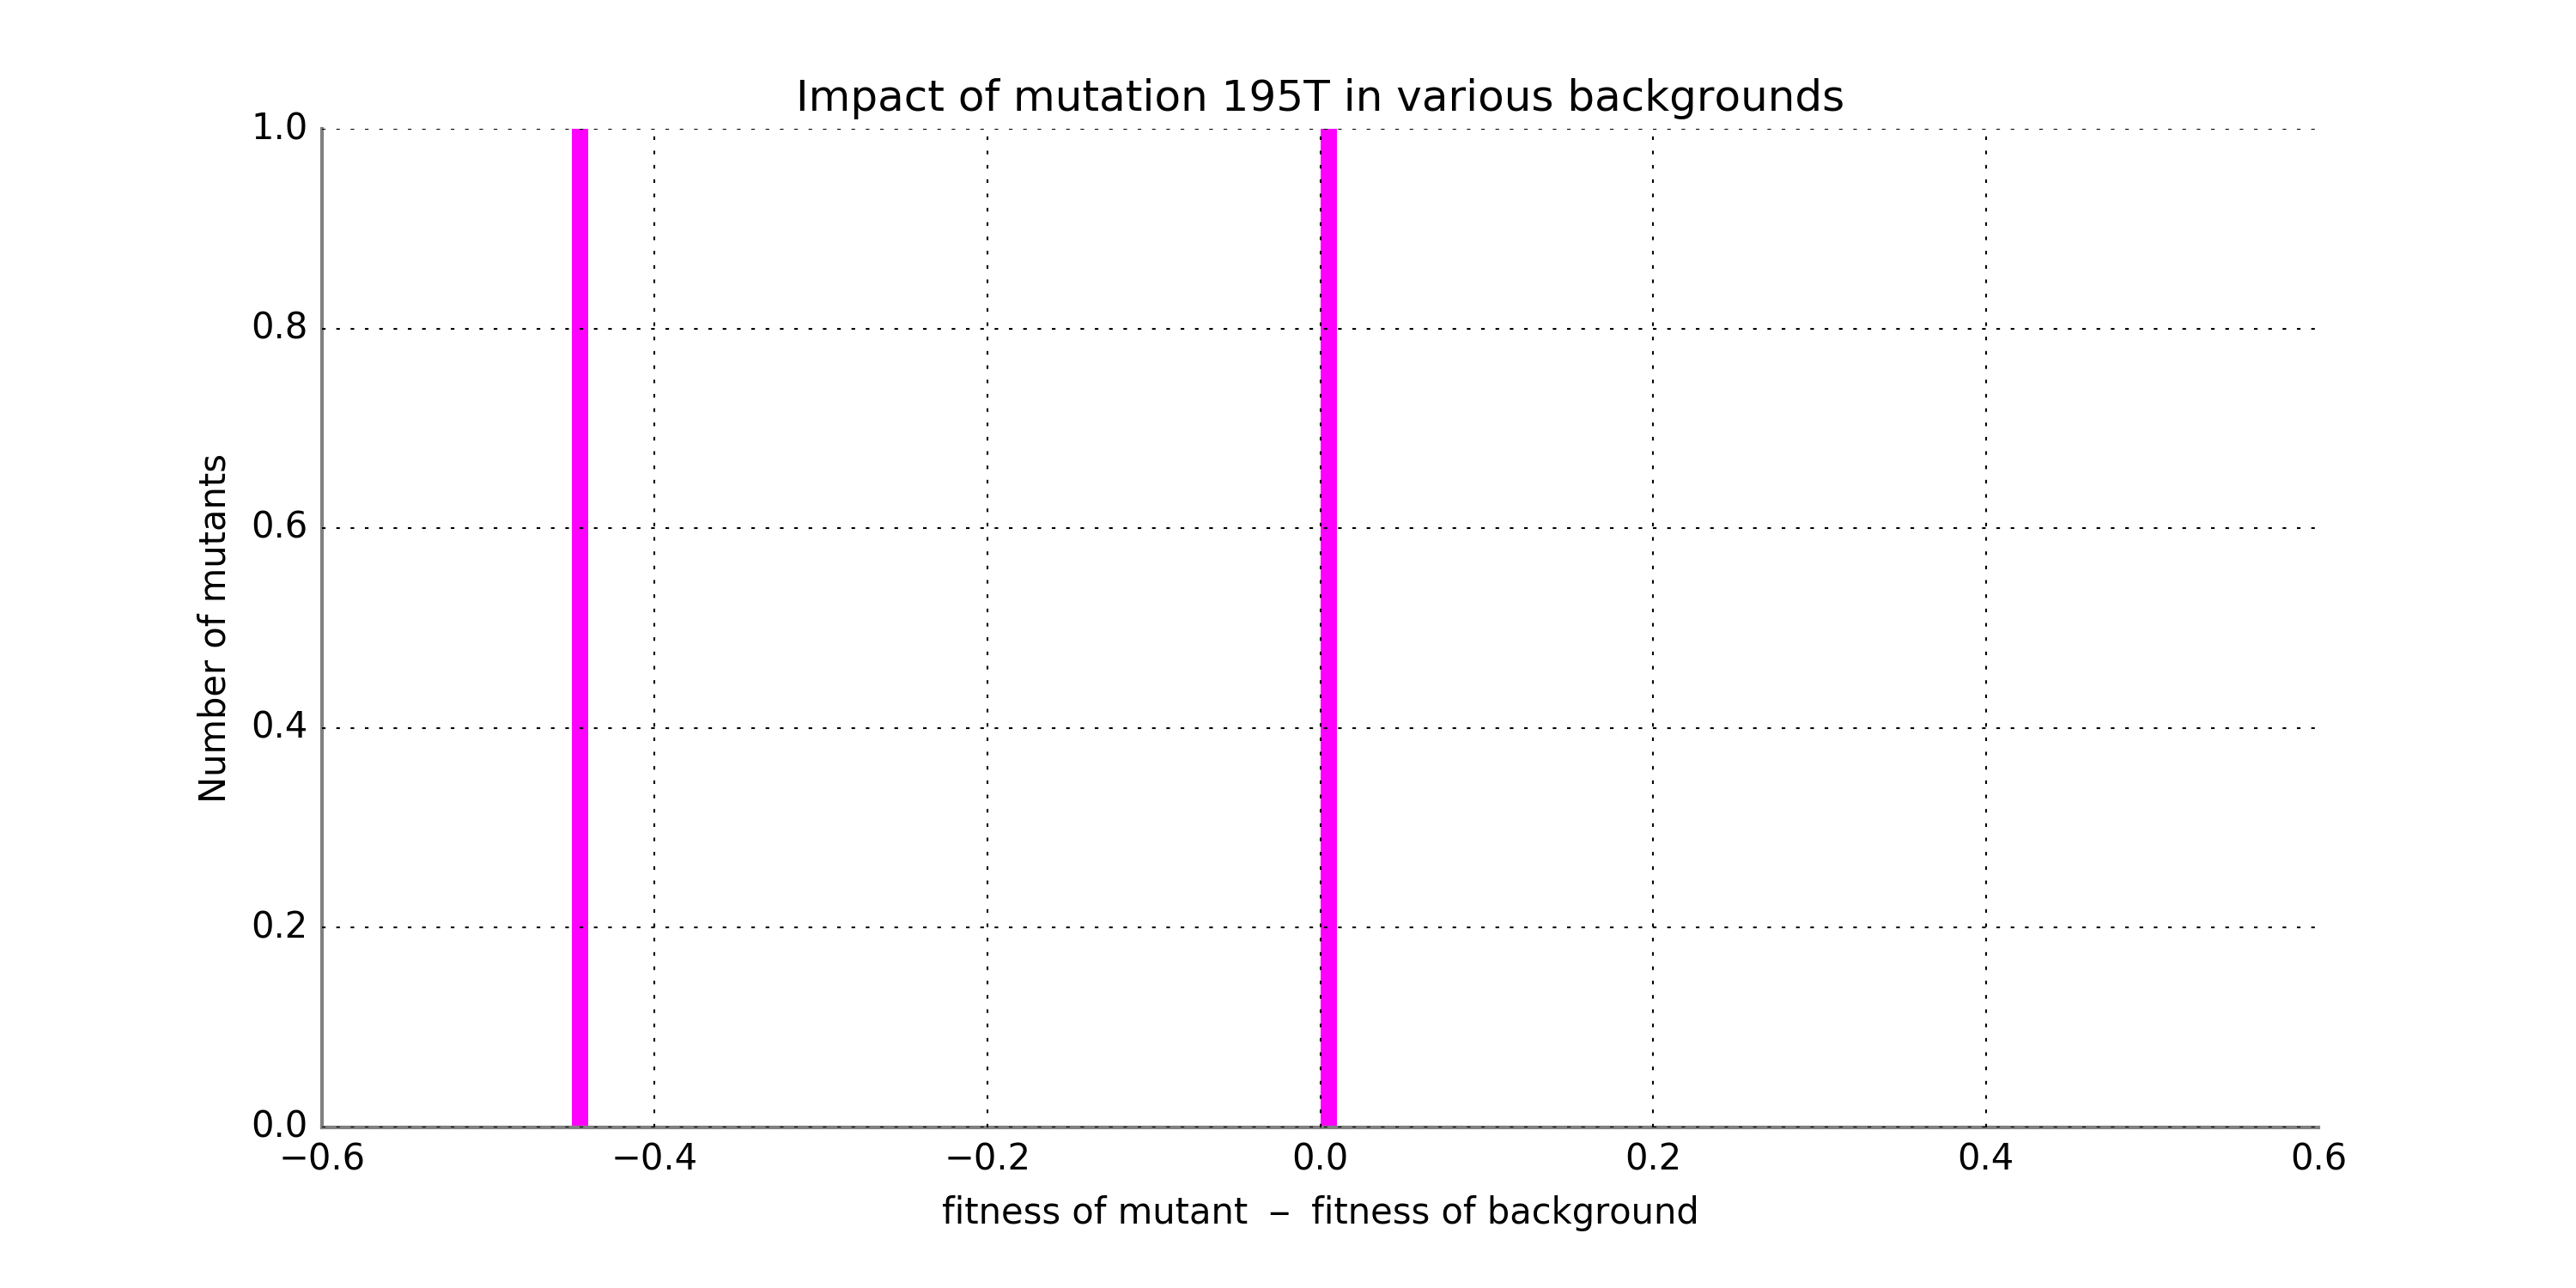 Impact of mutation 195T in various backgrounds
1.0
0.8
0.6
0.4
0.2
0.0
Number of mutants
−0.6 −0.4 −0.2 0.0 0.2 0.4 0.6
fitness of mutant − fitness of background